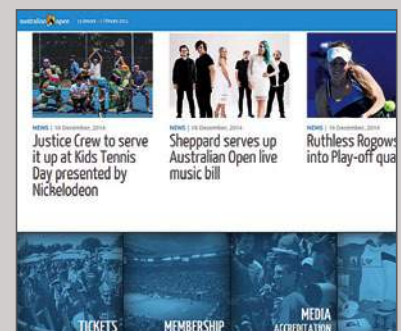 australian open
NEWS | 16 December, 2014
Justice Crew to serve
it up at Kids Tennis
Day presented by
Nickelodeon
NEWS | 16 December, 2014
Sheppard serves up
Australian Open live
music bill
NEWS | 16 December, 2014
Ruthless Rogows
into Play-off qua
TICKETS
MEMBERSHIP
MEDIA
ACCREDITATION